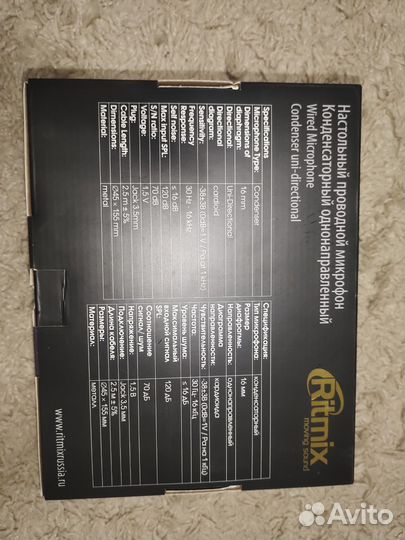 Настольный проводной микрофон
Конденсаторный однонаправленный
Wired Microphone
Condenser uni-directional
Ritmix
moving sound
Specifications
Microphone Type: Condenser
Dimensions of
diaphragm: 16 mm
Directional: Uni-Directional
Directional
diagram: cardioid
Sensitivity: -38±3B (0dB=1V / Pa at 1 kHz)
Frequency
Response: 30 Hz - 16 kHz
Self noise: ≤ 16 dB
Max input SPL: 120 dB
S/N ratio: 70 dB
Voltage: 1.5 V
Plug: Jack 3.5mm
Cable Length: 2.5 m ± 5%
Dimensions: Ø45 x 155 mm
Material: metal
Спецификация:
Тип микрофона: конденсаторный
Размер
диафрагмы: 16 мм
Направленность: однонаправленный
Диаграмма
направленности: кардиоида
Чувствительность: (0дБ=1V / Pa на 1 кГц)
Частота: 30 Гц - 16 кГц
Уровень шума: ≤ 16 дБ
Максимальный
входной сигнал
SPL: 120 дБ
Соотношение
сигнал/ шум 70 дБ
Напряжение: 1,5 В
Подключение: Jack 3,5 мм
Длина кабеля: 2,5 м ± 5%
Размеры: Ø45 x 155 мм
Материал: металл
www.ritmixrussia.ru
Avito